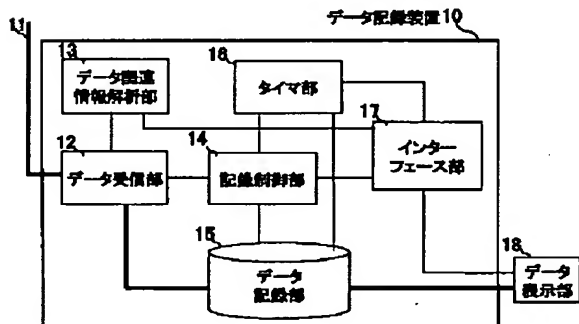 11
データ記録装置10
13
データ関連
情報解析部
16
タイマ部
17
インター
フェース部
12
データ受信部
14
記録制御部
15
データ
記録部
18
データ
表示部